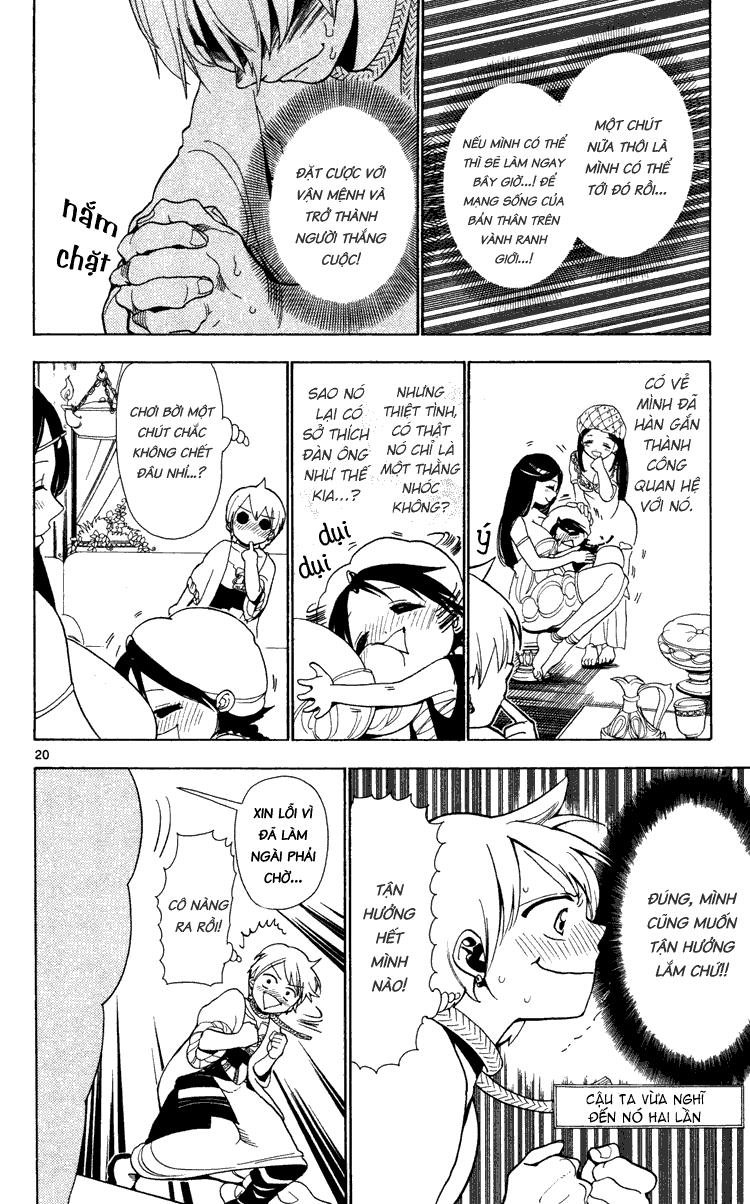 MỘT CHÚT
NỮA THÔI LÀ
MÌNH CÓ THỂ
TỚI ĐÓ RỒI...
NẾU MÌNH CÓ THỂ
THÌ SẼ LÀM NGAY
BÂY GIỜ...! ĐỂ
MẠNG SỐNG CỦA
BẢN THÂN TRÊN
VÀNH RANH
GIỚI...!
ĐẶT CƯỢC VỚI
VẬN MỆNH VÀ
TRỞ THÀNH
NGƯỜI THẮNG
CUỘC!
nắm
chặt
CÓ VẺ
MÌNH ĐÃ
HÀN GẮN
THÀNH
CÔNG
QUAN HỆ
VỚI NÓ.
ý
NHƯNG
THIỆT TÌNH,
CÓ THẬT
NÓ CHỈ LÀ
MỘT THẰNG
NHÓC
KHÔNG?
SAO NÓ
LẠI CÓ
SỞ THÍCH
ĐÀN ÔNG
NHƯ THẾ
KIA...?
dụi
dụi
CHƠI BỜI MỘT
CHÚT CHẮC
KHÔNG CHẾT
ĐÂU NHỈ...?
20
ĐÚNG, MÌNH
CŨNG MUỐN
TẬN HƯỞNG
LẮM CHỨ!!
TẬN
HƯỞNG
HẾT
MÌNH
NÀO!
CẬU TA VỪA NGHĨ
ĐẾN NÓ HAI LẦN
XIN LỖI VÌ
ĐÃ LÀM
NGÀI PHẢI
CHỜ...
CÔ NÀNG
RA RỒI!